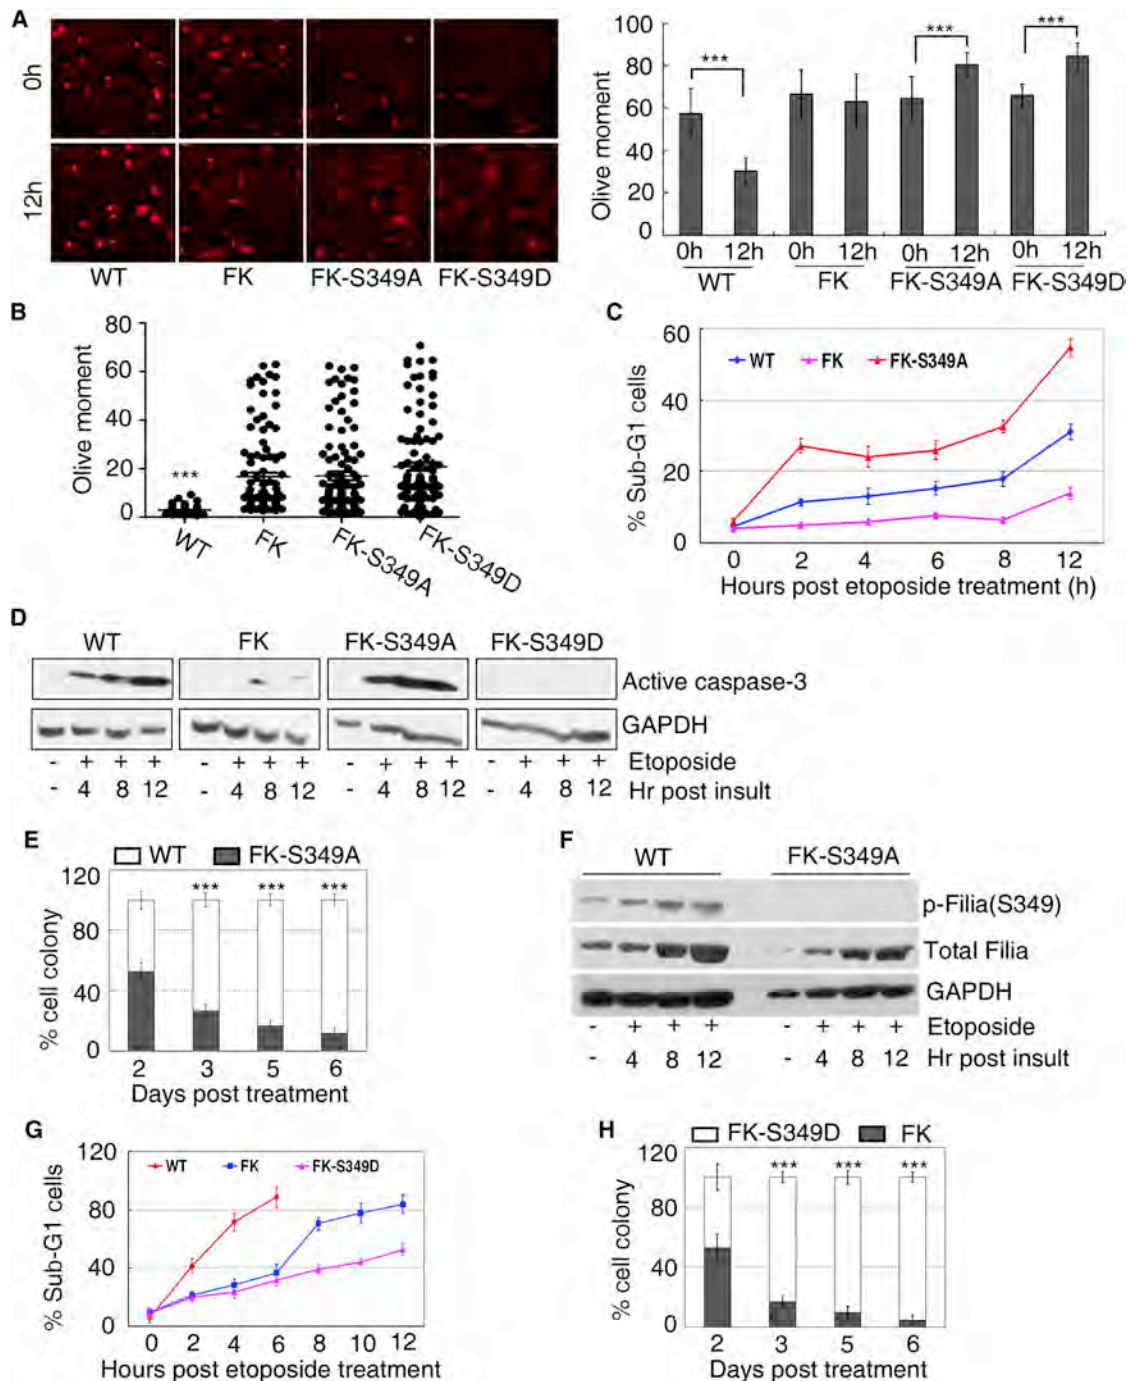 A
0h
12h
WT FK FK-S349A FK-S349D
Olive moment
100
80
60
40
20
0
*** *** ***
0h 12h 0h 12h 0h 12h 0h 12h
WT FK FK-S349A FK-S349D
B
Olive moment
80
60
40
20
0
***
WT FK FK-S349A FK-S349D
C
% Sub-G1 cells
60
40
20
0
WT FK FK-S349A
0 2 4 6 8 12
Hours post etoposide treatment (h)
D
WT FK FK-S349A FK-S349D
Active caspase-3
GAPDH
- + + + - + + + - + + + - + + + Etoposide
- 4 8 12 - 4 8 12 - 4 8 12 - 4 8 12 Hr post insult
E
WT FK-S349A
% cell colony
120
80
40
0
*** *** ***
2 3 5 6
Days post treatment
F
WT FK-S349A
p-Filia(S349)
Total Filia
GAPDH
- + + + - + + + Etoposide
- 4 8 12 - 4 8 12 Hr post insult
G
% Sub-G1 cells
120
80
40
0
WT FK FK-S349D
0 2 4 6 8 10 12
Hours post etoposide treatment
H
FK-S349D FK
% cell colony
120
80
40
0
*** *** ***
2 3 5 6
Days post treatment